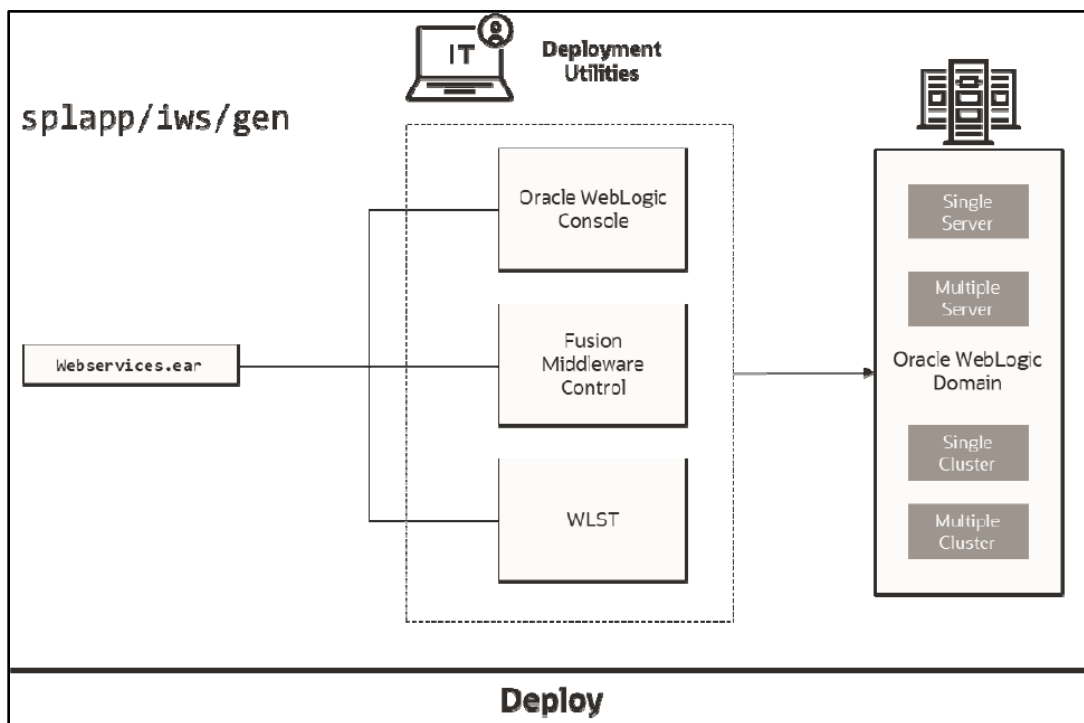 IT
Deployment
Utilities
splapp/iws/gen
Oracle WebLogic
Console
Fusion
Middleware
Control
WLST
Webservices.ear
Single
Server
Multiple
Server
Oracle WebLogic
Domain
Single
Cluster
Multiple
Cluster
Deploy